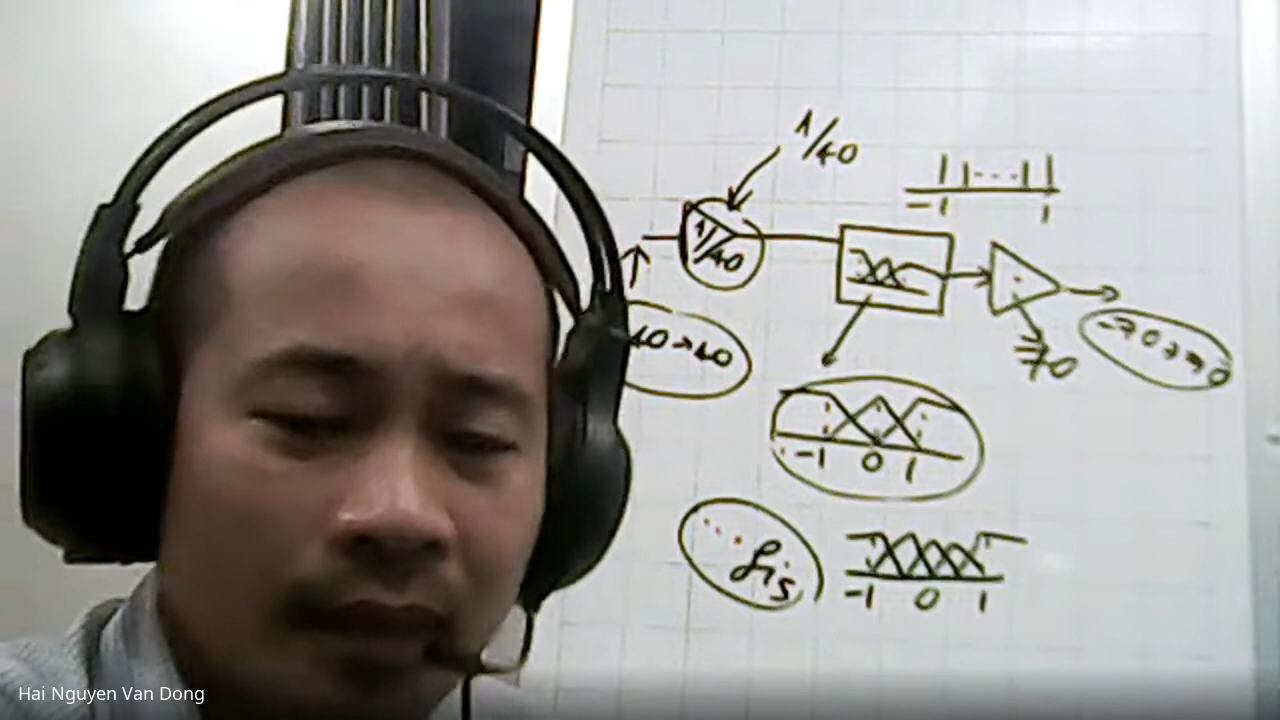 1/40
-1 1
1/40
40→40
70
-70→70
-1 0 1
...fis
-1 0 1
Hai Nguyen Van Dong